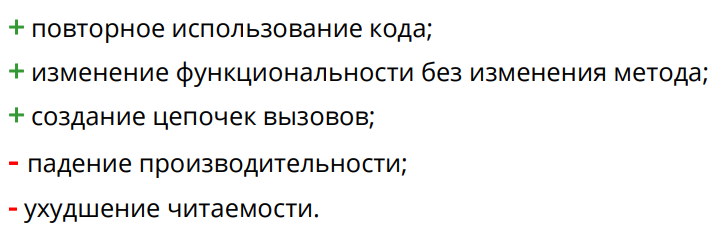 + повторное использование кода;
+ изменение функциональности без изменения метода;
+ создание цепочек вызовов;
- падение производительности;
- ухудшение читаемости.